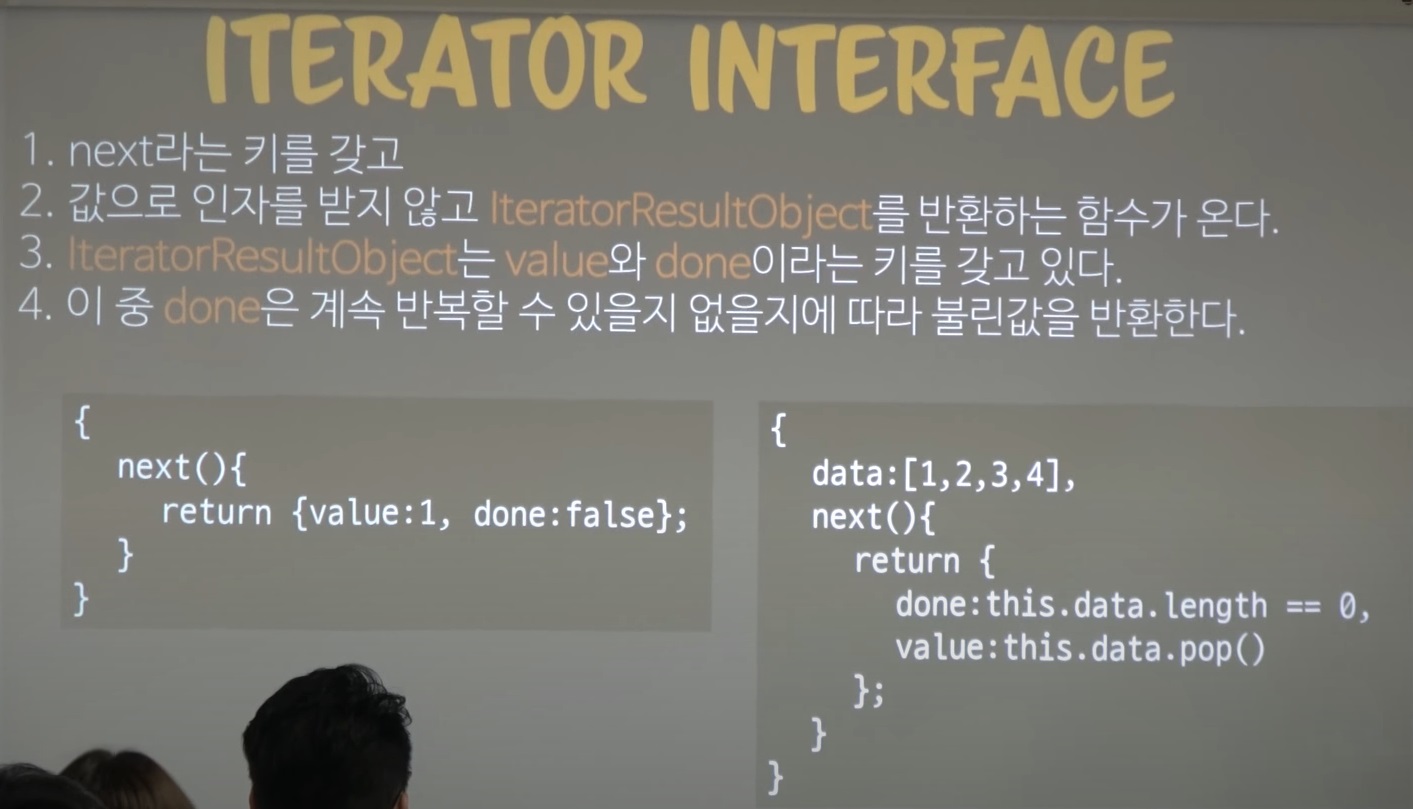 ITERATOR INTERFACE
1. next라는 키를 갖고
2. 값으로 인자를 받지 않고 IteratorResultObject를 반환하는 함수가 온다.
3. IteratorResultObject는 value와 done이라는 키를 갖고 있다.
4. 이 중 done은 계속 반복할 수 있을지 없을지에 따라 불린값을 반환한다.
{
next(){
return {value:1, done:false};
}
}
{
data:[1,2,3,4],
next(){
return {
done:this.data.length == 0,
value:this.data.pop()
};
}
}